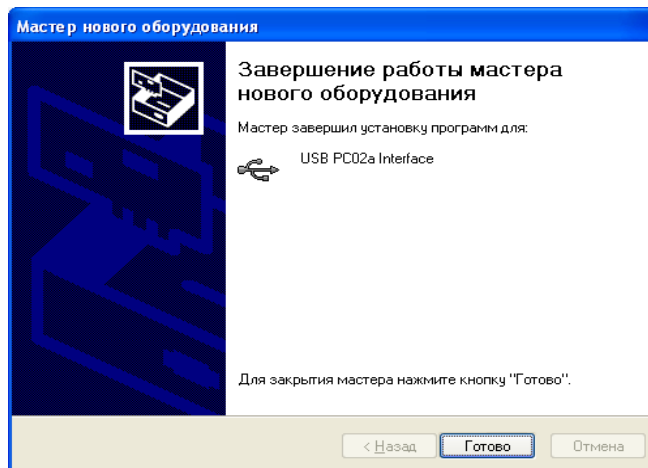 Мастер нового оборудования
Завершение работы мастера
нового оборудования
Мастер завершил установку программ для:
USB PC02a Interface
Для закрытия мастера нажмите кнопку "Готово".
< Назад
Готово
Отмена